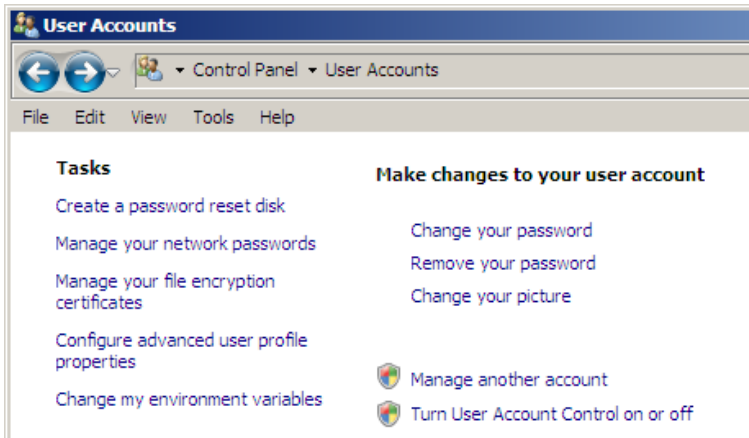 User Accounts
Control Panel User Accounts
File Edit View Tools Help
Tasks
Create a password reset disk
Manage your network passwords
Manage your file encryption
certificates
Configure advanced user profile
properties
Change my environment variables
Make changes to your user account
Change your password
Remove your password
Change your picture
Manage another account
Turn User Account Control on or off